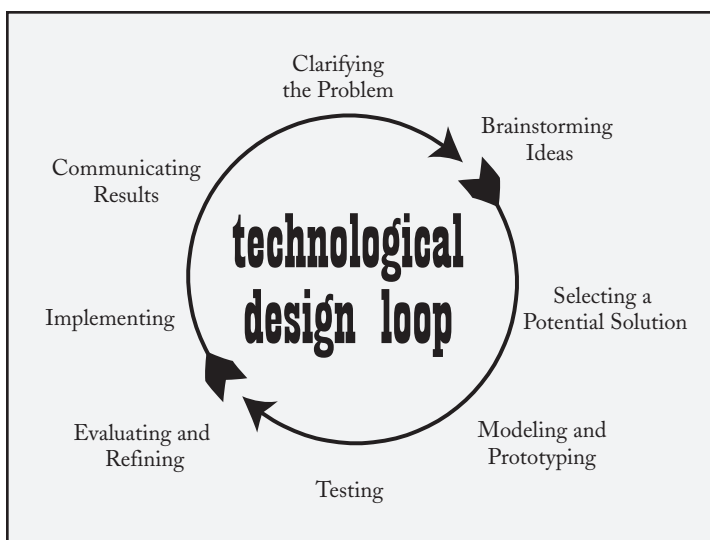 Clarifying
the Problem
Brainstorming
Ideas
Selecting a
Potential Solution
Modeling and
Prototyping
Testing
Evaluating and
Refining
Implementing
Communicating
Results
technological
design loop